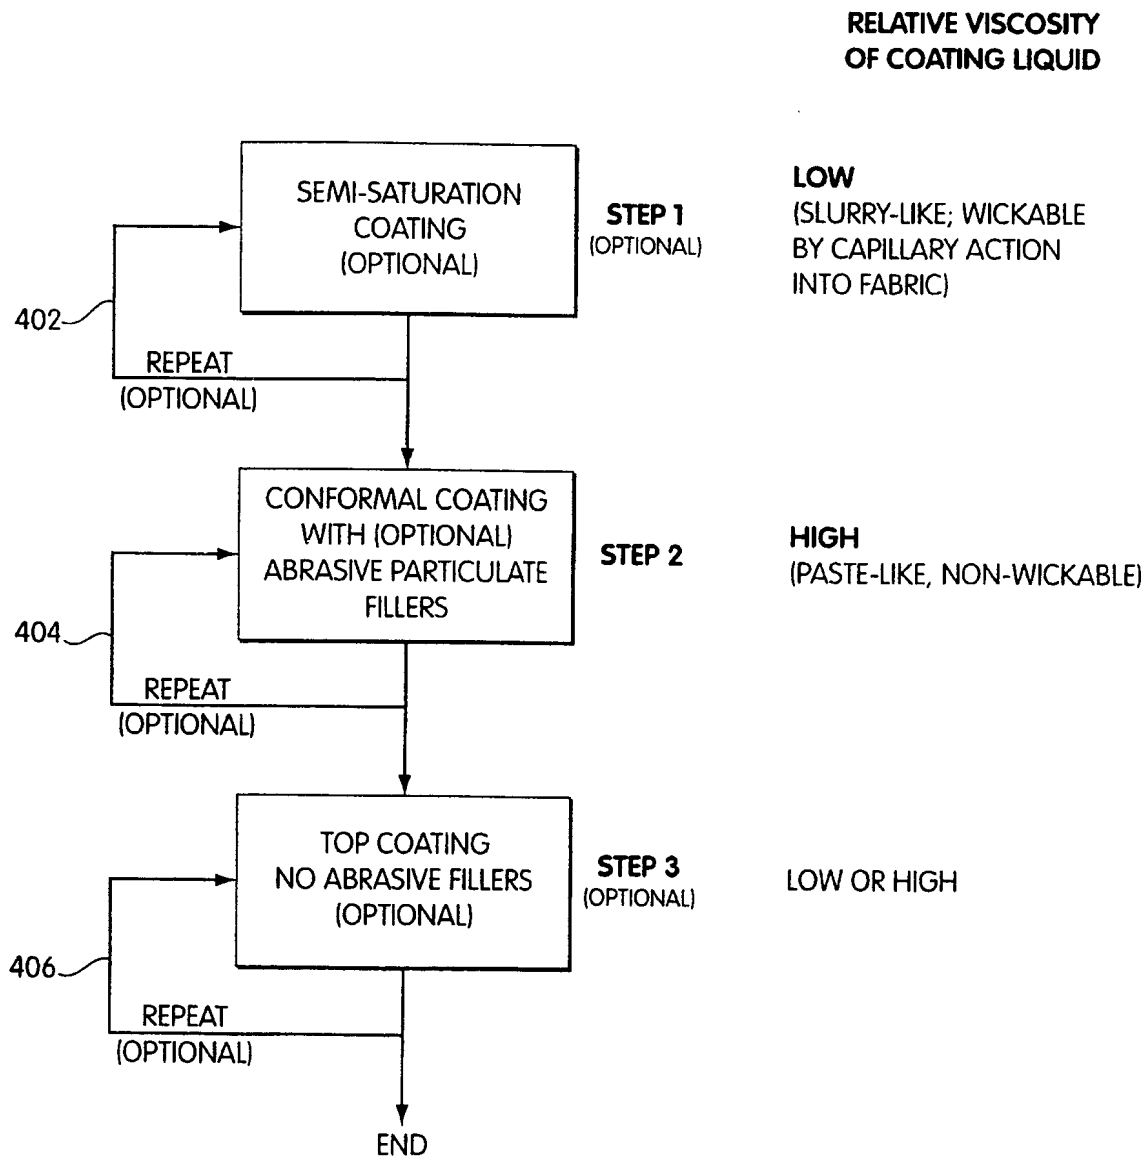 RELATIVE VISCOSITY
OF COATING LIQUID
SEMI-SATURATION
COATING
(OPTIONAL)
STEP 1
(OPTIONAL)
LOW
(SLURRY-LIKE; WICKABLE
BY CAPILLARY ACTION
INTO FABRIC)
402
REPEAT
(OPTIONAL)
CONFORMAL COATING
WITH (OPTIONAL)
ABRASIVE PARTICULATE
FILLERS
STEP 2
HIGH
(PASTE-LIKE, NON-WICKABLE)
404
REPEAT
(OPTIONAL)
TOP COATING
NO ABRASIVE FILLERS
(OPTIONAL)
STEP 3
(OPTIONAL)
LOW OR HIGH
406
REPEAT
(OPTIONAL)
END